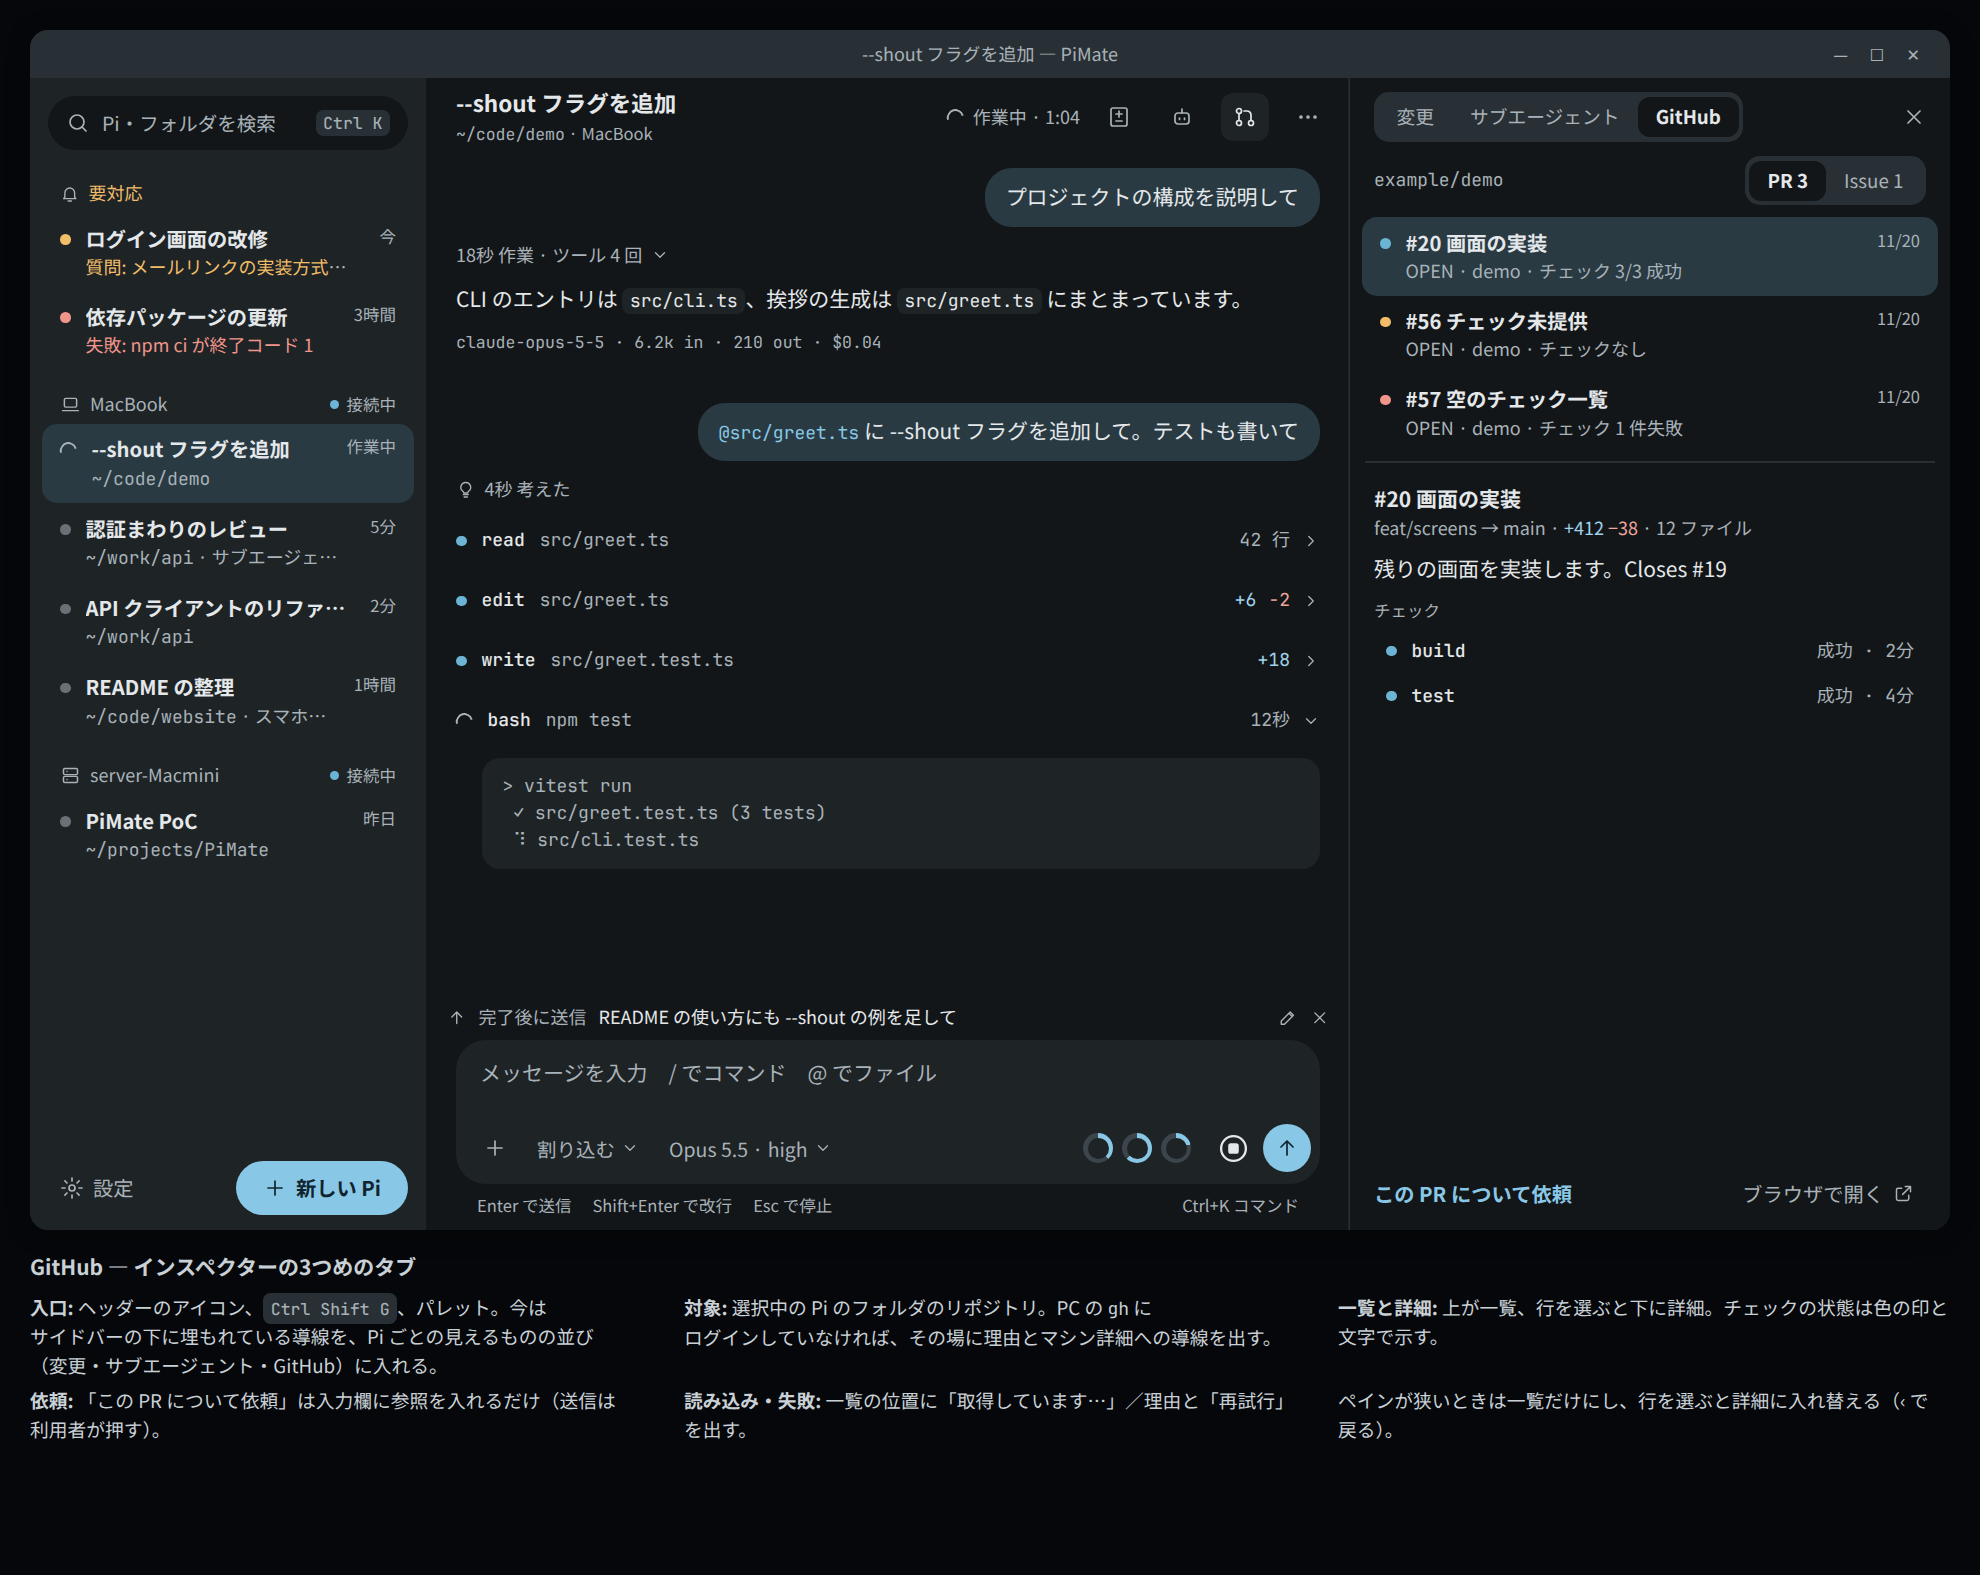 --shout フラグを追加 — PiMate
Pi・フォルダを検索 Ctrl K
要対応
ログイン画面の改修 今
質問: メールリンクの実装方式…
依存パッケージの更新 3時間
失敗: npm ci が終了コード 1
MacBook 接続中
--shout フラグを追加 作業中
~/code/demo
認証まわりのレビュー 5分
~/work/api · サブエージェ…
API クライアントのリファ… 2分
~/work/api
README の整理 1時間
~/code/website · スマホ…
server-Macmini 接続中
PiMate PoC 昨日
~/projects/PiMate
設定
新しい Pi
--shout フラグを追加
~/code/demo · MacBook
作業中 · 1:04
プロジェクトの構成を説明して
18秒 作業 · ツール 4 回
CLI のエントリは src/cli.ts、挨拶の生成は src/greet.ts にまとまっています。
claude-opus-5-5 · 6.2k in · 210 out · $0.04
@src/greet.ts に --shout フラグを追加して。テストも書いて
4秒 考えた
read src/greet.ts 42 行
edit src/greet.ts +6 -2
write src/greet.test.ts +18
bash npm test 12秒
> vitest run
✓ src/greet.test.ts (3 tests)
⠙ src/cli.test.ts
完了後に送信 README の使い方にも --shout の例を足して
メッセージを入力 / でコマンド @ でファイル
割り込む
Opus 5.5 · high
Enter で送信 Shift+Enter で改行 Esc で停止 Ctrl+K コマンド
変更 サブエージェント GitHub
example/demo
PR 3 Issue 1
#20 画面の実装 11/20
OPEN · demo · チェック 3/3 成功
#56 チェック未提供 11/20
OPEN · demo · チェックなし
#57 空のチェック一覧 11/20
OPEN · demo · チェック 1 件失敗
#20 画面の実装
feat/screens → main · +412 −38 · 12 ファイル
残りの画面を実装します。Closes #19
チェック
build 成功 · 2分
test 成功 · 4分
この PR について依頼
ブラウザで開く
GitHub — インスペクターの3つめのタブ
入口: ヘッダーのアイコン、Ctrl Shift G、パレット。今は
サイドバーの下に埋もれている導線を、Pi ごとの見えるものの並び
（変更・サブエージェント・GitHub）に入れる。
対象: 選択中の Pi のフォルダのリポジトリ。PC の gh に
ログインしていなければ、その場に理由とマシン詳細への導線を出す。
一覧と詳細: 上が一覧、行を選ぶと下に詳細。チェックの状態は色の印と
文字で示す。
依頼: 「この PR について依頼」は入力欄に参照を入れるだけ（送信は
利用者が押す）。
読み込み・失敗: 一覧の位置に「取得しています…」／理由と「再試行」
を出す。
ペインが狭いときは一覧だけにし、行を選ぶと詳細に入れ替える（‹ で
戻る）。